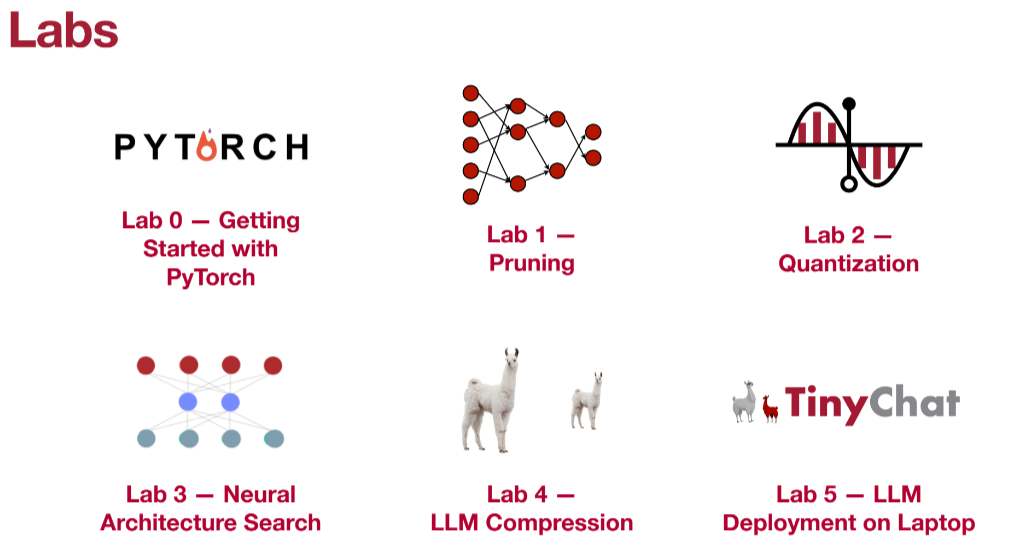 Labs
PYTORCH
Lab 0 — Getting
Started with
PyTorch
Lab 1 —
Pruning
Lab 2 —
Quantization
Lab 3 — Neural
Architecture Search
Lab 4 —
LLM Compression
TinyChat
Lab 5 — LLM
Deployment on Laptop